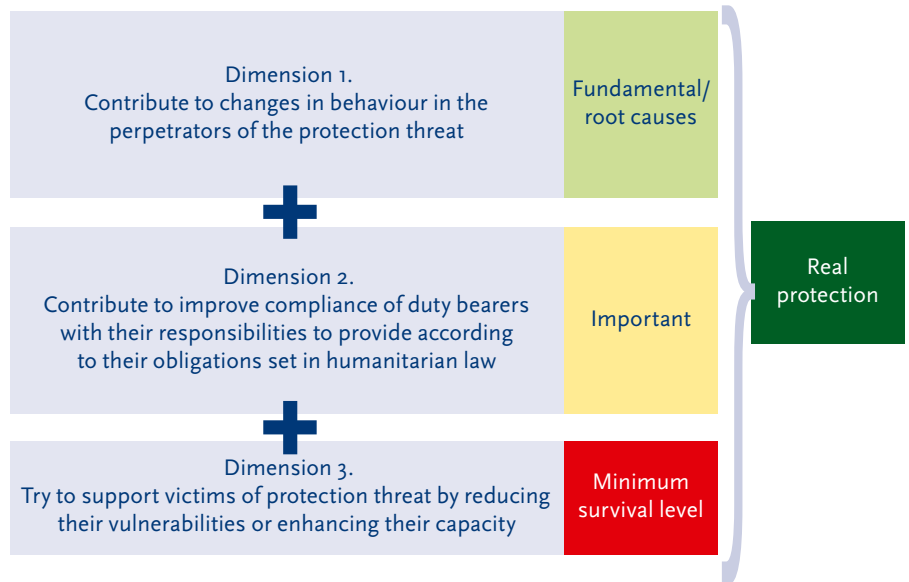 Dimension 1.
Contribute to changes in behaviour in the
perpetrators of the protection threat
Fundamental/
root causes
Dimension 2.
Contribute to improve compliance of duty bearers
with their responsibilities to provide according
to their obligations set in humanitarian law
Important
Real
protection
Dimension 3.
Try to support victims of protection threat by reducing
their vulnerabilities or enhancing their capacity
Minimum
survival level